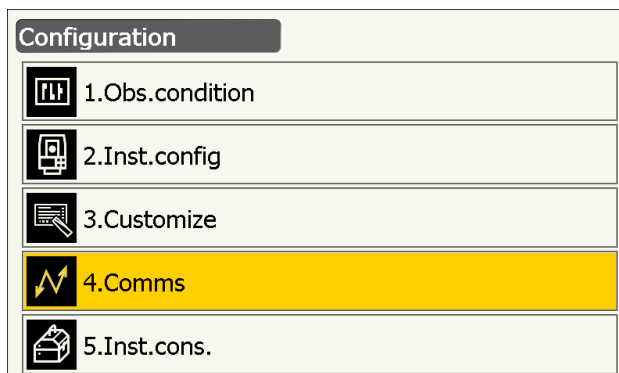 Configuration
1.Obs.condition
2.Inst.config
3.Customize
4.Comms
5.Inst.cons.